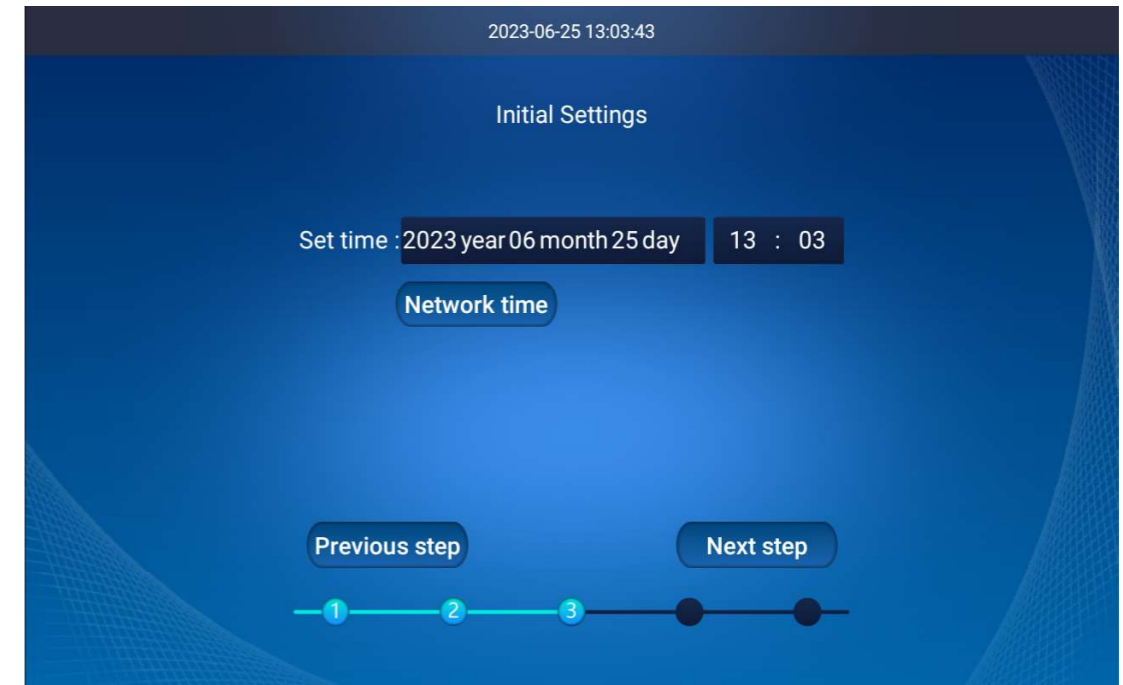 2023-06-25 13:03:43
Initial Settings
Set time : 2023 year 06 month 25 day 13 : 03
Network time
Previous step Next step
1 2 3